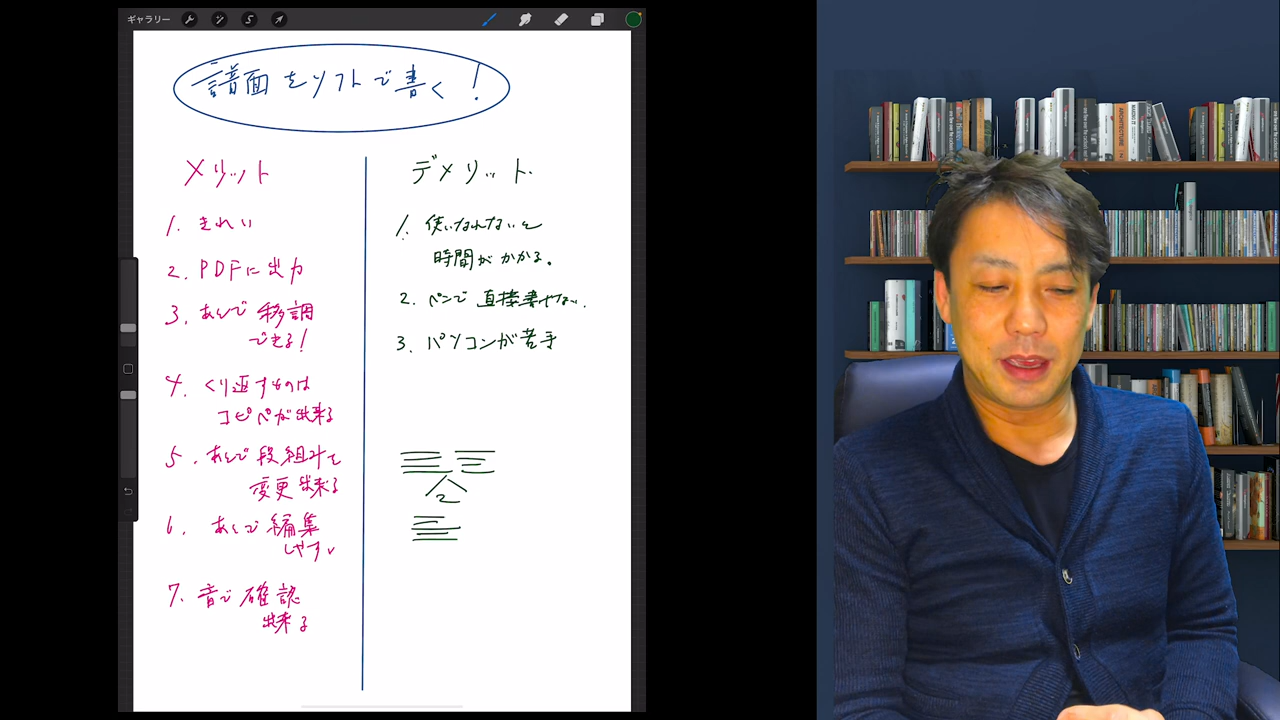 ギャラリー
譜面をソフトで書く!
メリット
1. きれい
2. PDFに出力
3. あとで移調
できる!
4. くり返すものは
コピペが出来る
5. あとで段組みを
変更出来る
6. あとで編集
しやすい
7. 音で確認
出来る
デメリット.
1. 使いなれないと
時間がかかる。
2. ペンで直接書けない.
3. パソコンが苦手
2
ARCHITECTURE